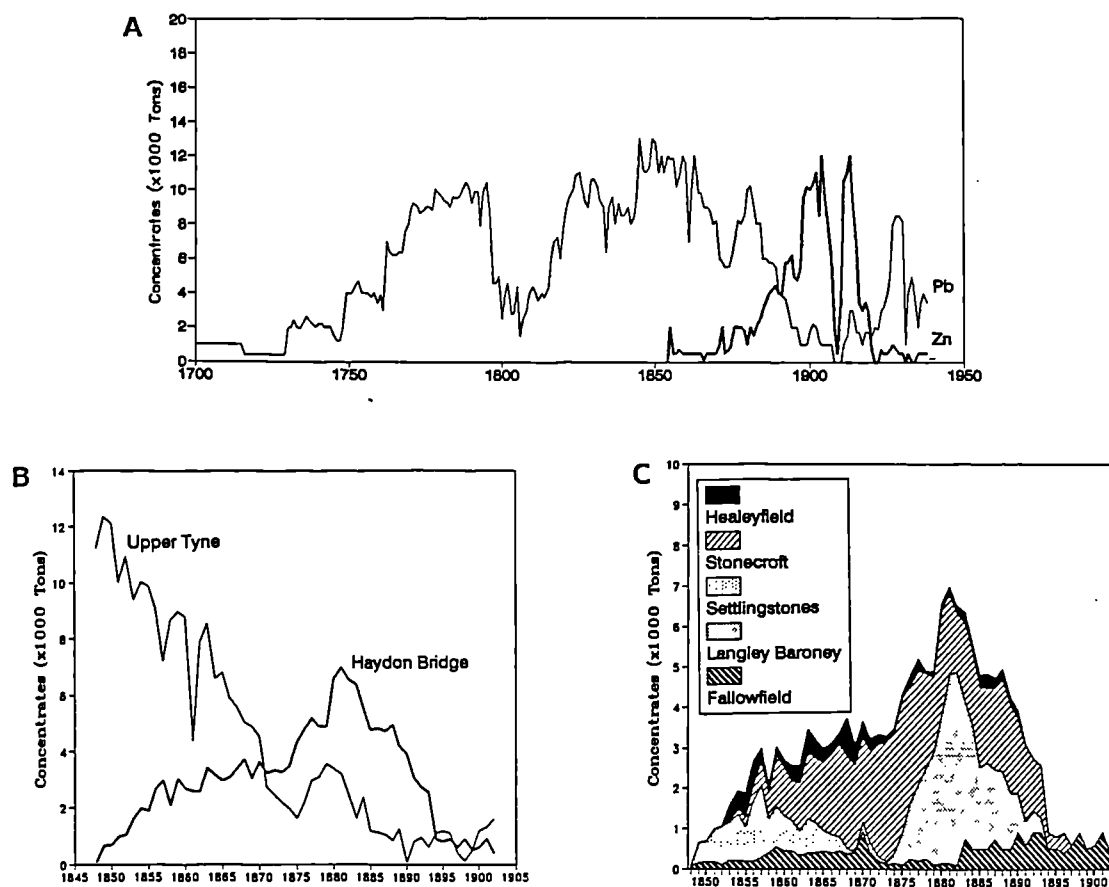 A
Concentrates (x1000 Tons)
20
18
16
14
12
10
8
6
4
2
0
Pb
Zn
1700 1750 1800 1850 1900 1950
B
Concentrates (x1000 Tons)
14
12
10
8
6
4
2
0
Upper Tyne
Haydon Bridge
1845 1850 1855 1860 1865 1870 1875 1880 1885 1890 1895 1900 1905
C
Concentrates (x1000 Tons)
10
9
8
7
6
5
4
3
2
1
0
Healeyfield
Stonecroft
Settlingstones
Langley Baroney
Fallowfield
1850 1855 1860 1865 1870 1875 1880 1885 1890 1895 1900